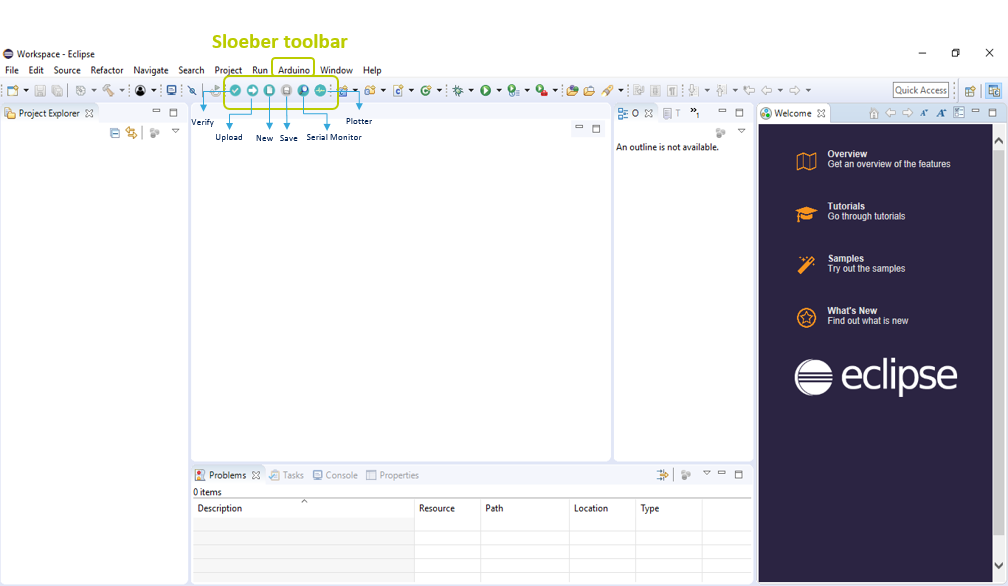 Sloeber toolbar
Workspace - Eclipse
File Edit Source Refactor Navigate Search Project Run Arduino Window Help
Quick Access
Project Explorer
Verify
Upload
New
Save
Serial Monitor
Plotter
O
T
An outline is not available.
Welcome
Overview
Get an overview of the features
Tutorials
Go through tutorials
Samples
Try out the samples
What's New
Find out what is new
eclipse
Problems
Tasks
Console
Properties
0 items
Description Resource Path Location Type